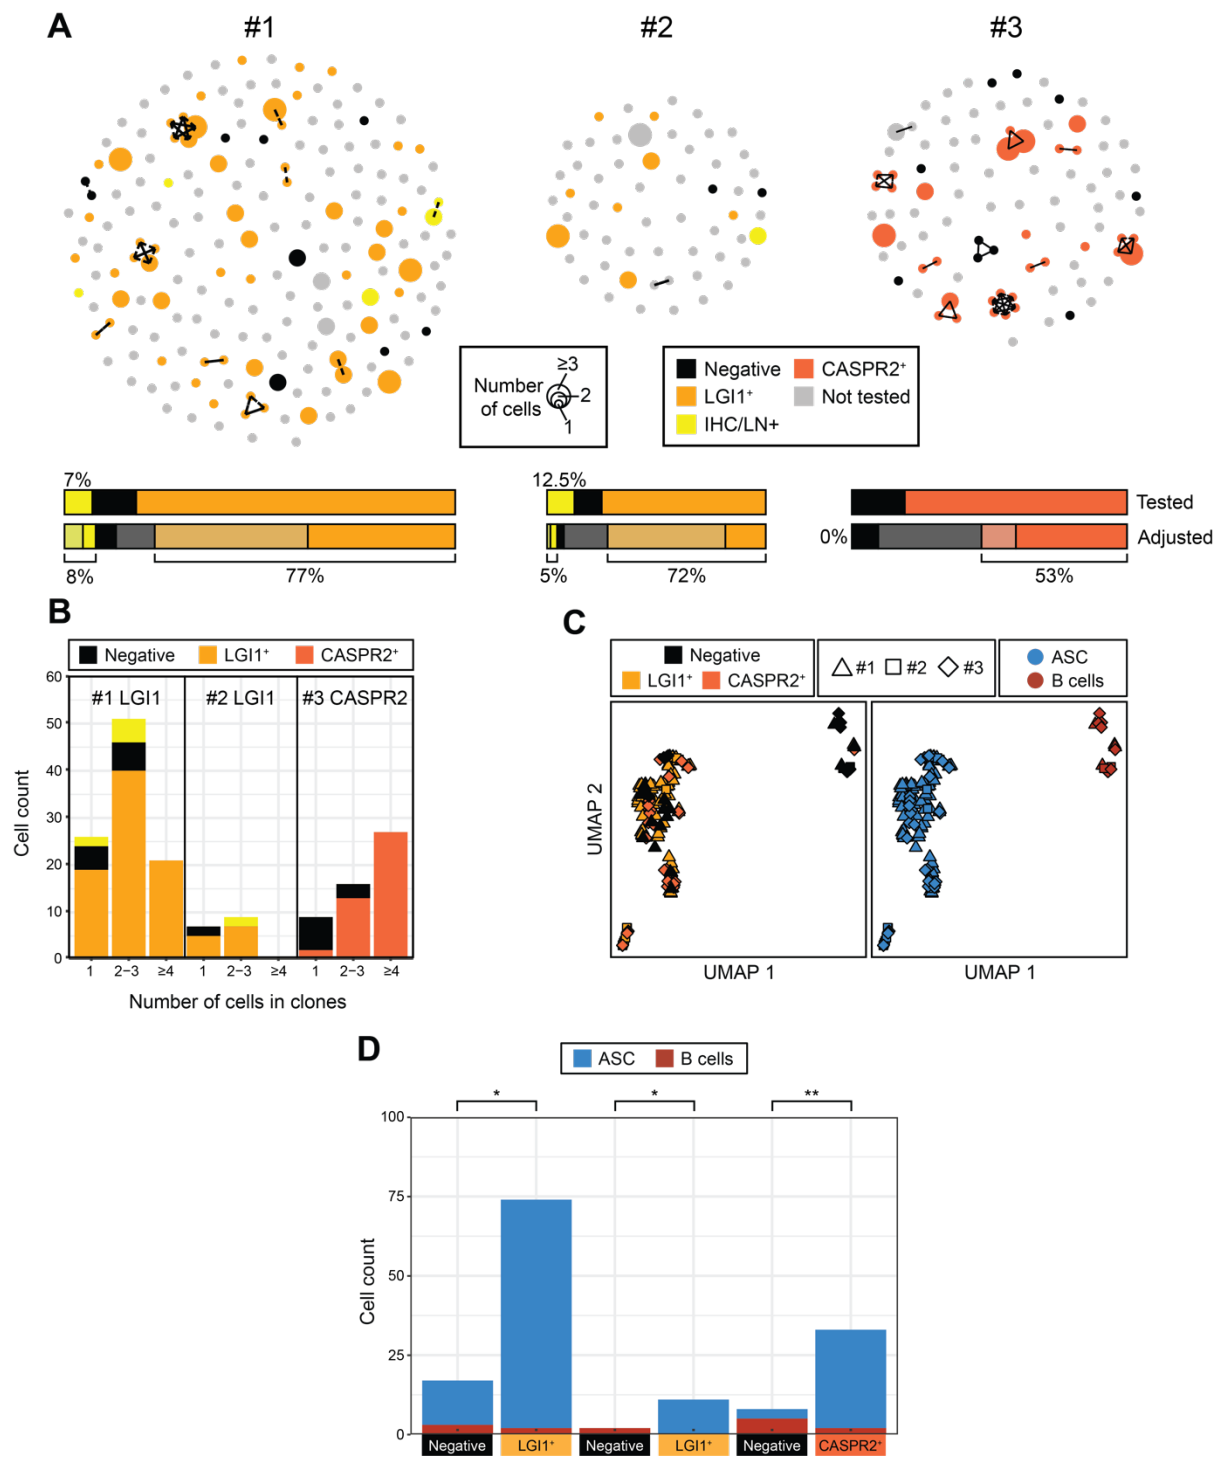 A
#1
#2
#3
Number
of cells
≥3
2
1
Negative
LGI1⁺
IHC/LN+
CASPR2⁺
Not tested
7%
12.5%
Tested
0%
Adjusted
8%
77%
5%
72%
53%
B
Negative
LGI1⁺
CASPR2⁺
#1 LGI1
#2 LGI1
#3 CASPR2
60
50
40
30
20
10
0
Cell count
1
2−3
≥4
1
2−3
≥4
1
2−3
≥4
Number of cells in clones
C
Negative
LGI1⁺
CASPR2⁺
#1
#2
#3
ASC
B cells
UMAP 2
UMAP 1
UMAP 1
D
ASC
B cells
*
*
**
100
75
50
25
0
Cell count
Negative
LGI1⁺
Negative
LGI1⁺
Negative
CASPR2⁺